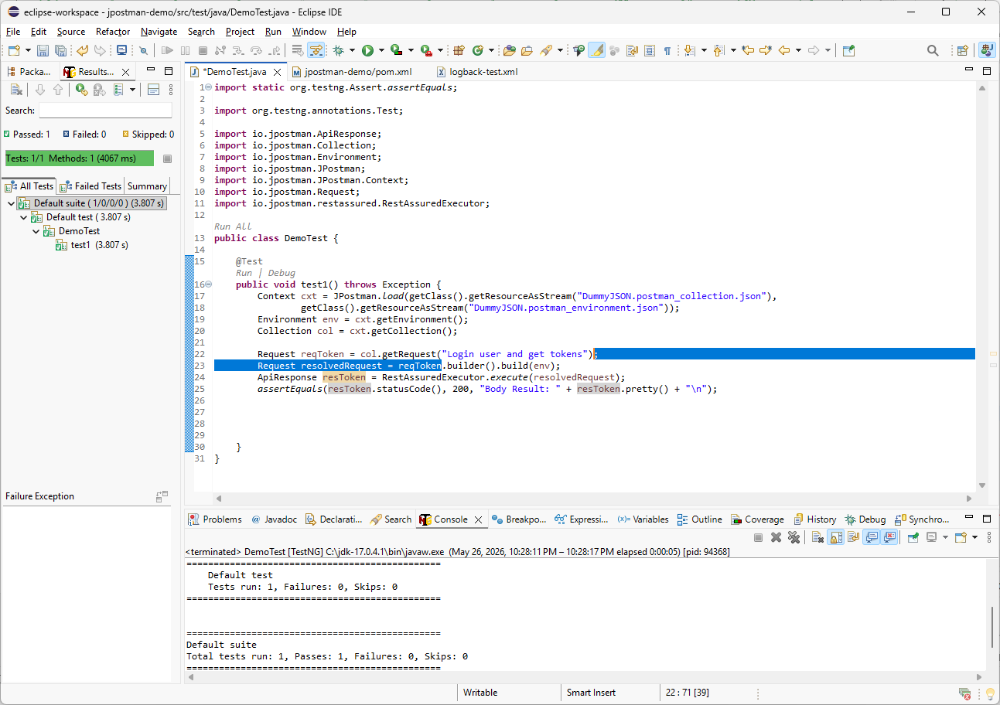 eclipse-workspace - jpostman-demo/src/test/java/DemoTest.java - Eclipse IDE
File Edit Source Refactor Navigate Search Project Run Window Help
Packa... Results...
Search:
Passed: 1 Failed: 0 Skipped: 0
Tests: 1/1 Methods: 1 (4067 ms)
All Tests Failed Tests Summary
Default suite ( 1/0/0/0 ) (3.807 s)
Default test ( 3.807 s)
DemoTest
test1 (3.807 s)
Failure Exception
*DemoTest.java jpostman-demo/pom.xml logback-test.xml
1 import static org.testng.Assert.assertEquals;
2
3 import org.testng.annotations.Test;
4
5 import io.jpostman.ApiResponse;
6 import io.jpostman.Collection;
7 import io.jpostman.Environment;
8 import io.jpostman.JPostman;
9 import io.jpostman.JPostman.Context;
10 import io.jpostman.Request;
11 import io.jpostman.restassured.RestAssuredExecutor;
12
Run All
13 public class DemoTest {
14
15 @Test
Run | Debug
16 public void test1() throws Exception {
17 Context cxt = JPostman.load(getClass().getResourceAsStream("DummyJSON.postman_collection.json"),
18 getClass().getResourceAsStream("DummyJSON.postman_environment.json"));
19 Environment env = cxt.getEnvironment();
20 Collection col = cxt.getCollection();
21
22 Request reqToken = col.getRequest("Login user and get tokens");
23 Request resolvedRequest = reqToken.builder().build(env);
24 ApiResponse resToken = RestAssuredExecutor.execute(resolvedRequest);
25 assertEquals(resToken.statusCode(), 200, "Body Result: " + resToken.pretty() + "\n");
26
27
28
29
30 }
31 }
Problems @ Javadoc Declarati... Search Console Breakpo... Expressi... (x)= Variables Outline Coverage History Debug Synchro...
<terminated> DemoTest [TestNG] C:\jdk-17.0.4.1\bin\javaw.exe (May 26, 2026, 10:28:11 PM – 10:28:17 PM elapsed 0:00:05) [pid: 94368]
===============================================
Default test
Tests run: 1, Failures: 0, Skips: 0
===============================================
===============================================
Default suite
Total tests run: 1, Passes: 1, Failures: 0, Skips: 0
===============================================
Writable Smart Insert 22 : 71 [39]